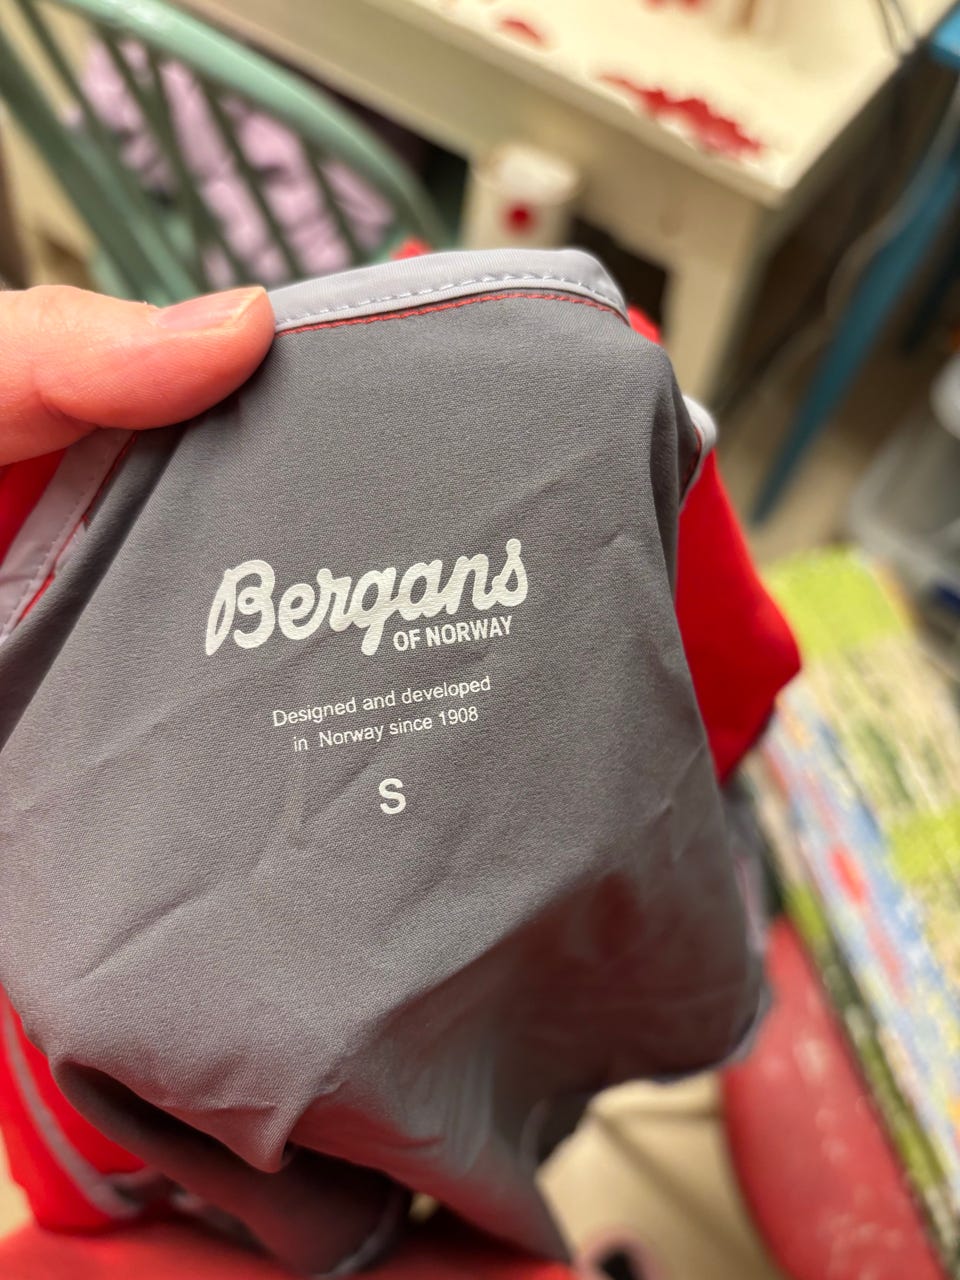 Bergans
OF NORWAY
Designed and developed
in Norway since 1908
S